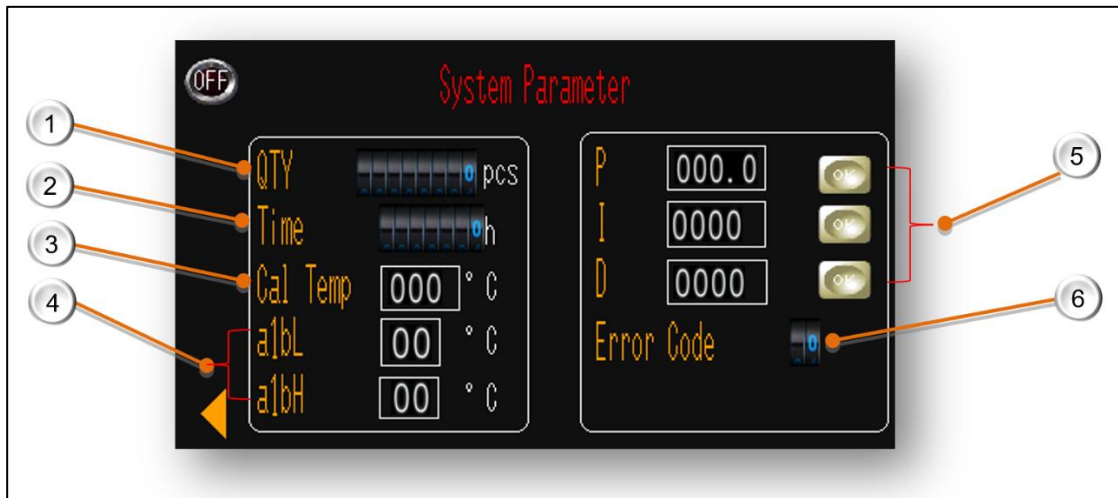 OFF
System Parameter
1
QTY 0 pcs
2
Time 0 h
3
Cal Temp 000 °C
4
a1bL 00 °C
a1bH 00 °C
P 000.0 OK
I 0000 OK
D 0000 OK
5
Error Code 0
6